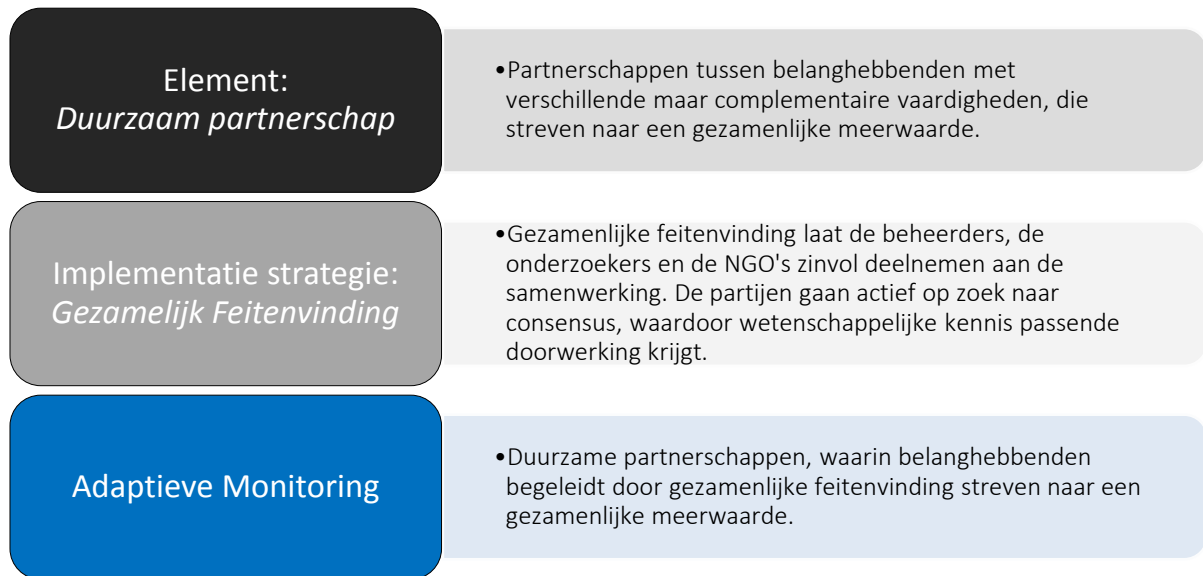 Element:
Duurzaam partnerschap
•Partnerschappen tussen belanghebbenden met
verschillende maar complementaire vaardigheden, die
streven naar een gezamenlijke meerwaarde.
Implementatie strategie:
Gezamelijk Feitenvinding
•Gezamenlijke feitenvinding laat de beheerders, de
onderzoekers en de NGO's zinvol deelnemen aan de
samenwerking. De partijen gaan actief op zoek naar
consensus, waardoor wetenschappelijke kennis passende
doorwerking krijgt.
Adaptieve Monitoring
•Duurzame partnerschappen, waarin belanghebbenden
begeleidt door gezamenlijke feitenvinding streven naar een
gezamenlijke meerwaarde.